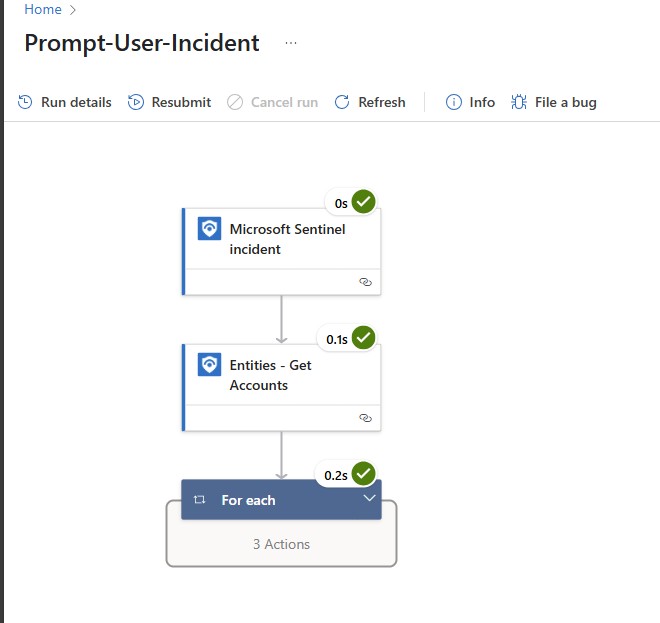 Home
Prompt-User-Incident ...
Run details Resubmit Cancel run Refresh Info File a bug
0s
Microsoft Sentinel
incident
0.1s
Entities - Get
Accounts
0.2s
For each
3 Actions